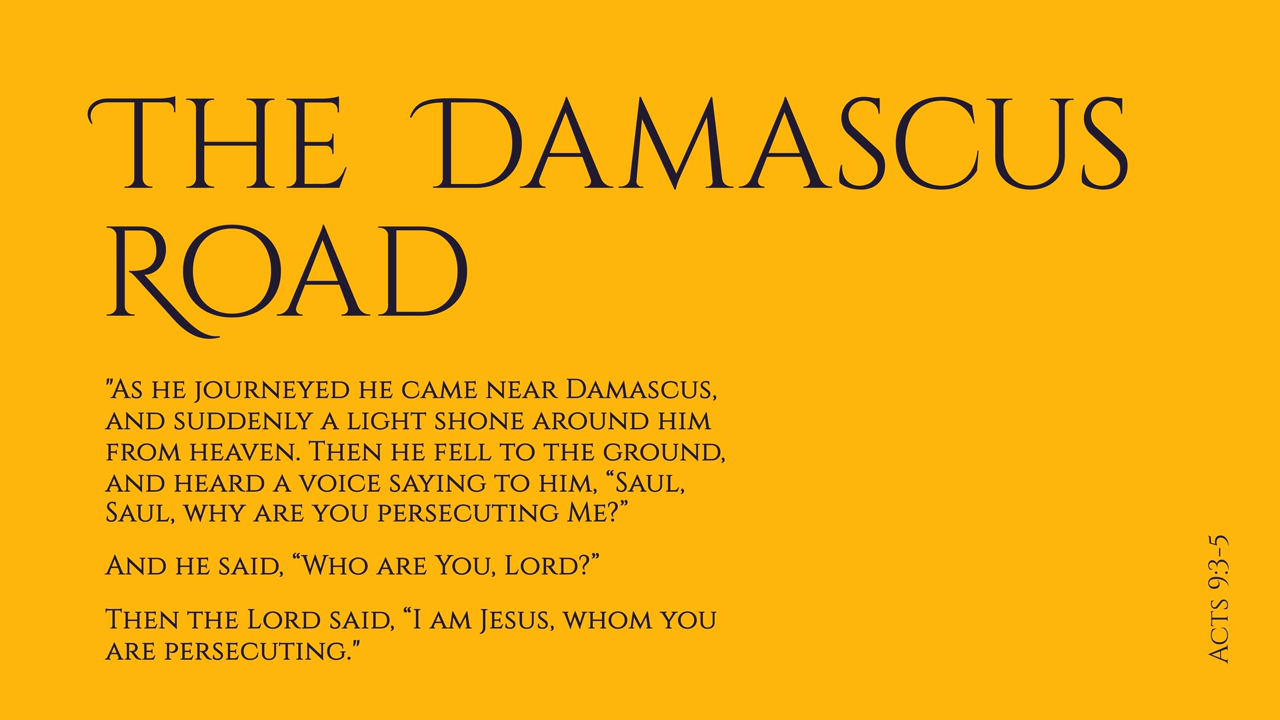 The Damascus
Road
"As he journeyed he came near Damascus,
and suddenly a light shone around him
from heaven. Then he fell to the ground,
and heard a voice saying to him, “Saul,
Saul, why are you persecuting Me?”
And he said, “Who are You, Lord?”
Then the Lord said, “I am Jesus, whom you
are persecuting."
Acts 9:3-5